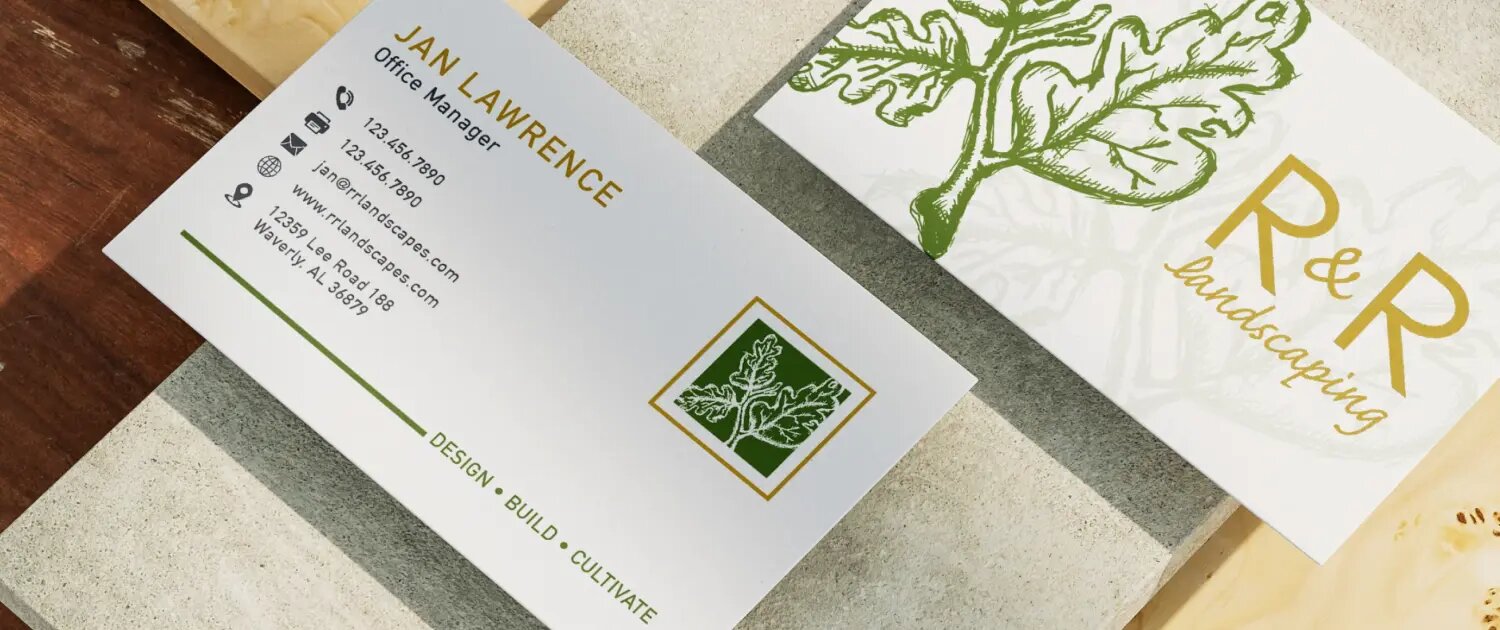 JAN LAWRENCE
Office Manager
123.456.7890
123.456.7890
jan@rrlandscapes.com
www.rrlandscapes.com
12359 Lee Road 188
Waverly. AL 36879
DESIGN • BUILD • CULTIVATE
R & R
landscaping